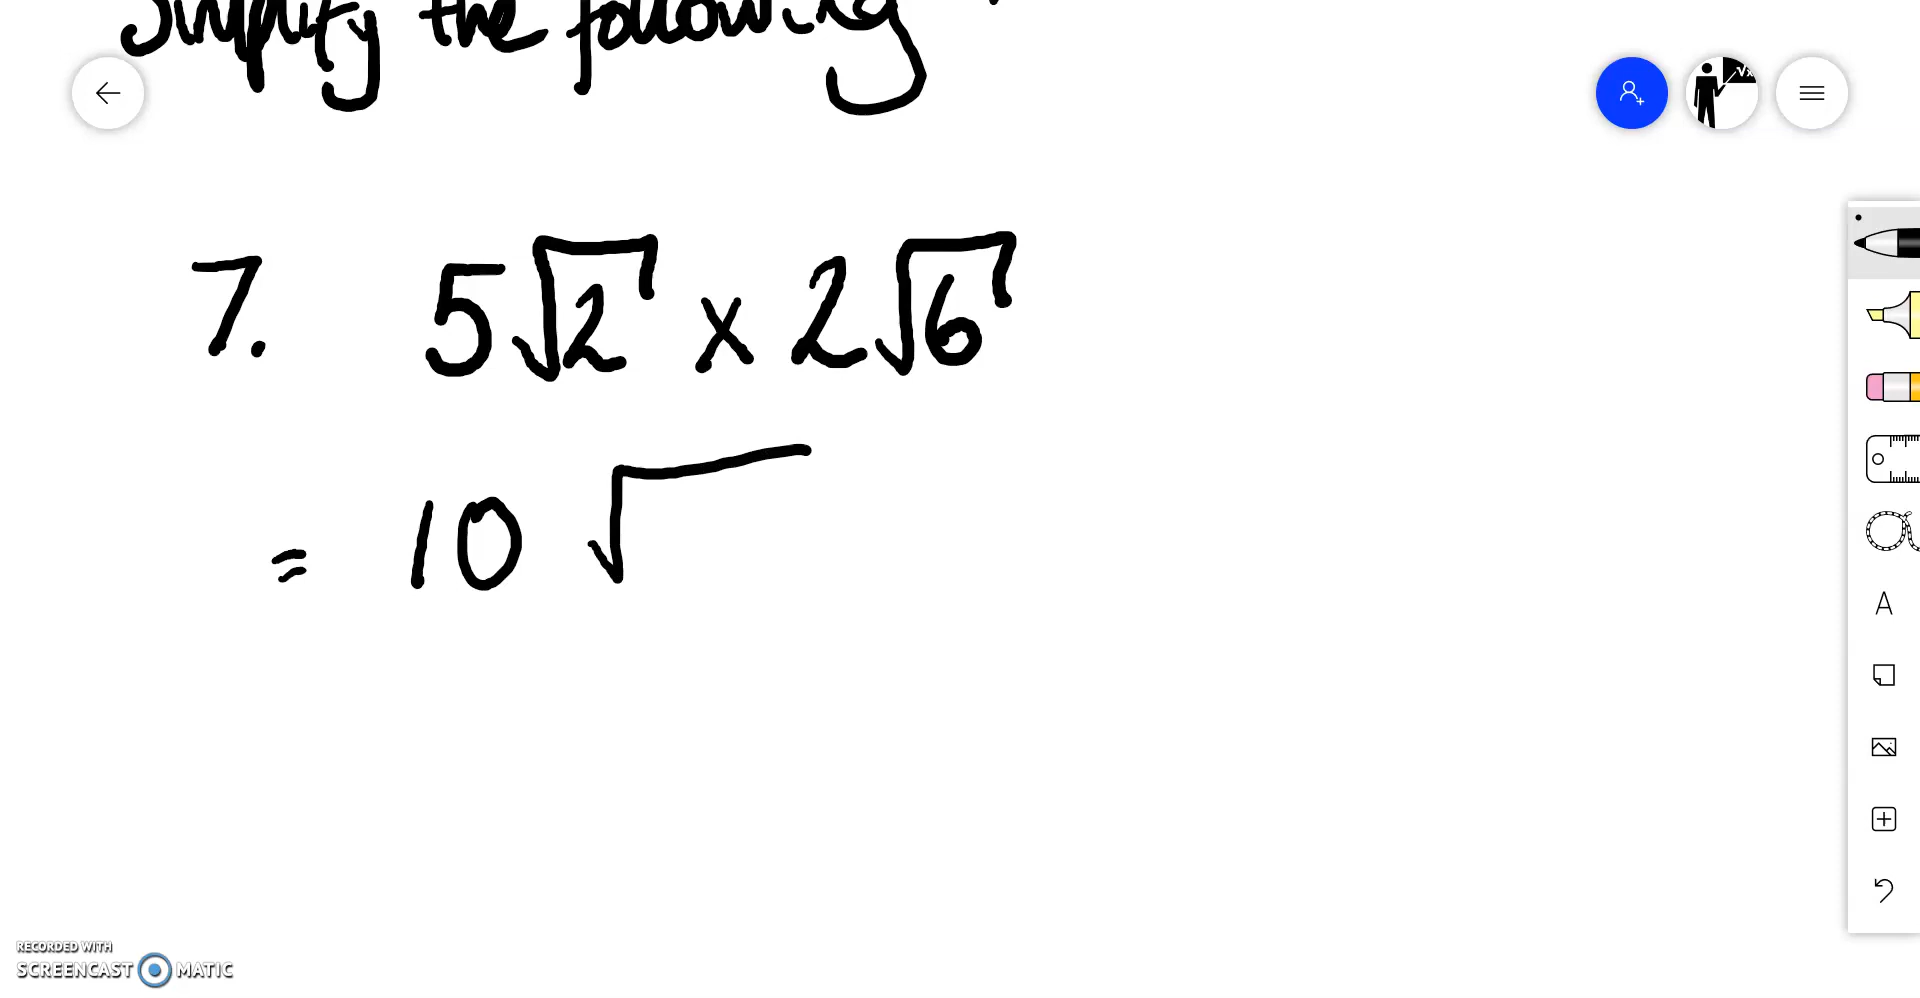 Simplify the following
7. 5√2 x 2√6
= 10 √
A
RECORDED WITH
SCREENCAST MATIC